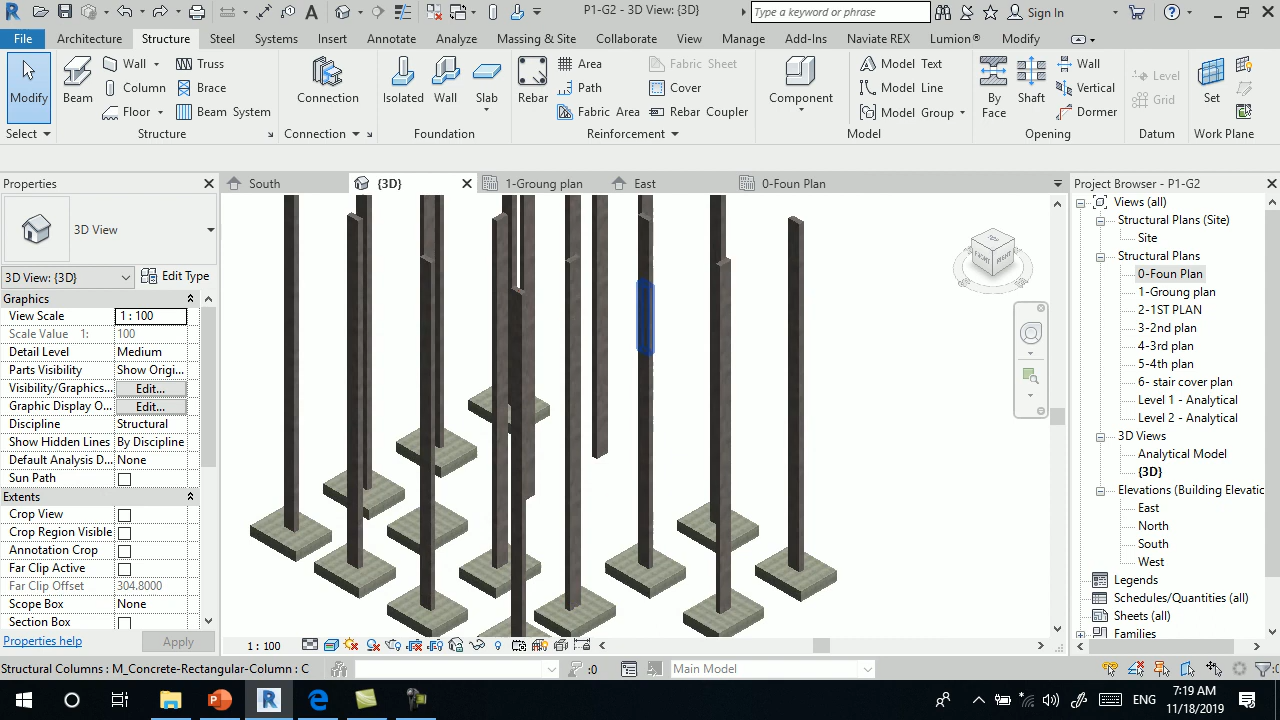 P1-G2 - 3D View: {3D}
Type a keyword or phrase
Sign In
File Architecture Structure Steel Systems Insert Annotate Analyze Massing & Site Collaborate View Manage Add-Ins Naviate REX Lumion® Modify
Modify
Beam
Wall
Column
Floor
Truss
Brace
Beam System
Connection
Isolated
Wall
Slab
Rebar
Area
Path
Fabric Area
Fabric Sheet
Cover
Rebar Coupler
Component
Model Text
Model Line
Model Group
By Face
Shaft
Wall
Vertical
Dormer
Level
Grid
Set
Select
Structure
Connection
Foundation
Reinforcement
Model
Opening
Datum
Work Plane
Properties
South
{3D}
1-Groung plan
East
0-Foun Plan
Project Browser - P1-G2
3D View
3D View: {3D}
Edit Type
Graphics
View Scale 1 : 100
Scale Value 1: 100
Detail Level Medium
Parts Visibility Show Origi...
Visibility/Graphics... Edit...
Graphic Display O... Edit...
Discipline Structural
Show Hidden Lines By Discipline
Default Analysis D... None
Sun Path
Extents
Crop View
Crop Region Visible
Annotation Crop
Far Clip Active
Far Clip Offset 304.8000
Scope Box None
Section Box
Properties help
Apply
TOP
FRONT
RIGHT
Views (all)
Structural Plans (Site)
Site
Structural Plans
0-Foun Plan
1-Groung plan
2-1ST PLAN
3-2nd plan
4-3rd plan
5-4th plan
6- stair cover plan
Level 1 - Analytical
Level 2 - Analytical
3D Views
Analytical Model
{3D}
Elevations (Building Elevatio
East
North
South
West
Legends
Schedules/Quantities (all)
Sheets (all)
Families
1 : 100
Structural Columns : M_Concrete-Rectangular-Column : C
:0
Main Model
:0
ENG
7:19 AM
11/18/2019